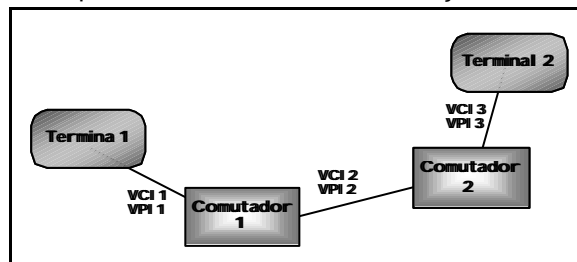 Terminal 2
VCI 3
VPI 3
Termina 1
VCI 2
VPI 2
Comutador
2
VCI 1
VPI 1
Comutador
1